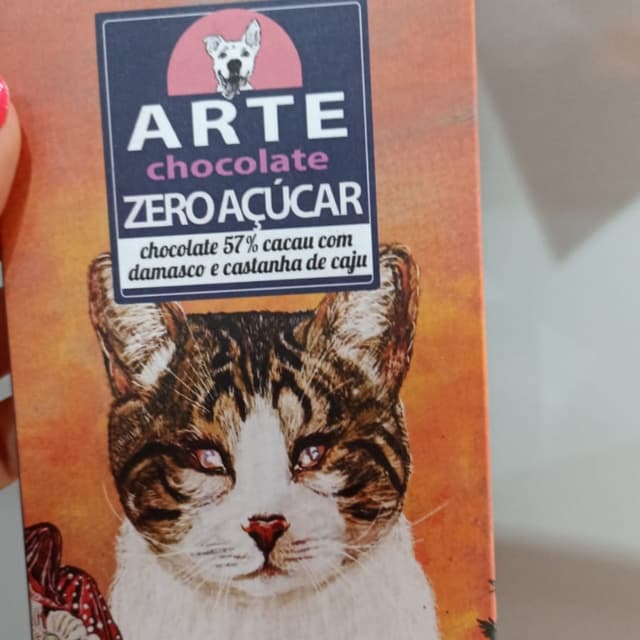 ARTE
chocolate
ZERO AÇÚCAR
chocolate 57% cacau com
damasco e castanha de caju